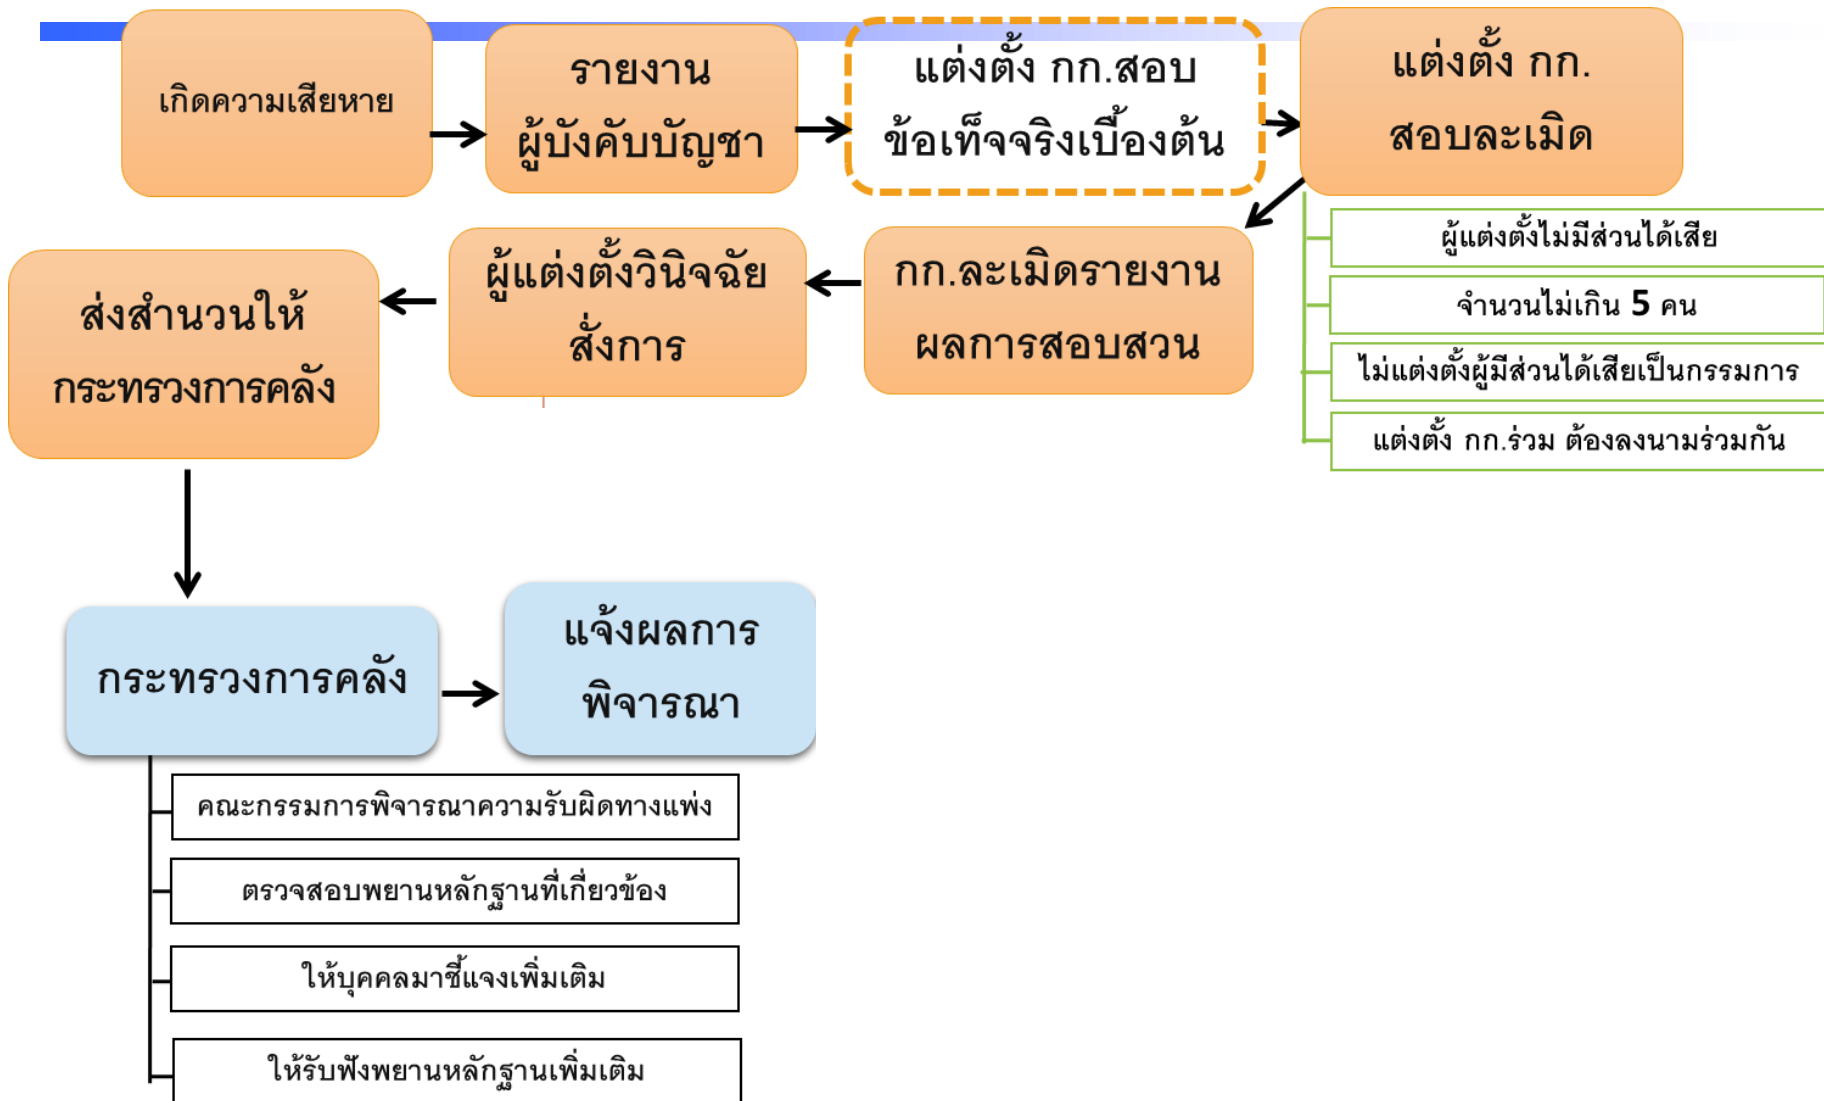 เกิดความเสียหาย
รายงาน
ผู้บังคับบัญชา
แต่งตั้ง กก.สอบ
ข้อเท็จจริงเบื้องต้น
แต่งตั้ง กก.
สอบละเมิด
ผู้แต่งตั้งไม่มีส่วนได้เสีย
จำนวนไม่เกิน 5 คน
ไม่แต่งตั้งผู้มีส่วนได้เสียเป็นกรรมการ
แต่งตั้ง กก.ร่วม ต้องลงนามร่วมกัน
กก.ละเมิดรายงาน
ผลการสอบสวน
ผู้แต่งตั้งวินิจฉัย
สั่งการ
ส่งสำนวนให้
กระทรวงการคลัง
กระทรวงการคลัง
แจ้งผลการ
พิจารณา
คณะกรรมการพิจารณาความรับผิดทางแพ่ง
ตรวจสอบพยานหลักฐานที่เกี่ยวข้อง
ให้บุคคลมาชี้แจงเพิ่มเติม
ให้รับฟังพยานหลักฐานเพิ่มเติม